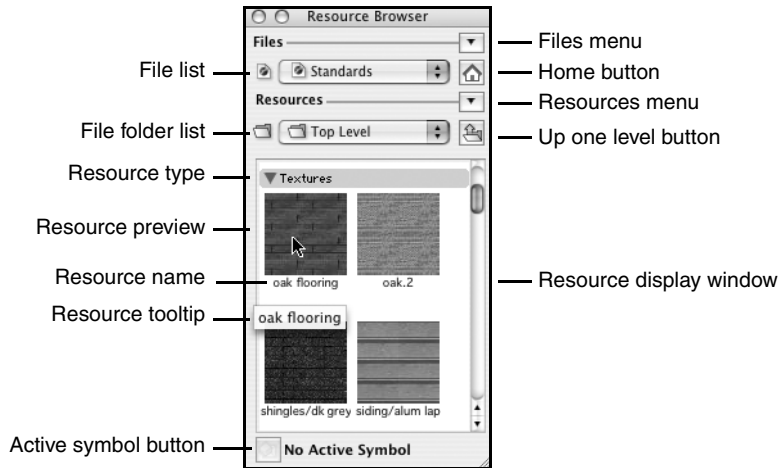 Resource Browser
Files
Files menu
File list
Standards
Home button
Resources
Resources menu
File folder list
Top Level
Up one level button
Resource type
Textures
Resource preview
Resource name
oak flooring
oak.2
Resource display window
Resource tooltip
oak flooring
shingles/dk grey
siding/alum lap
Active symbol button
No Active Symbol